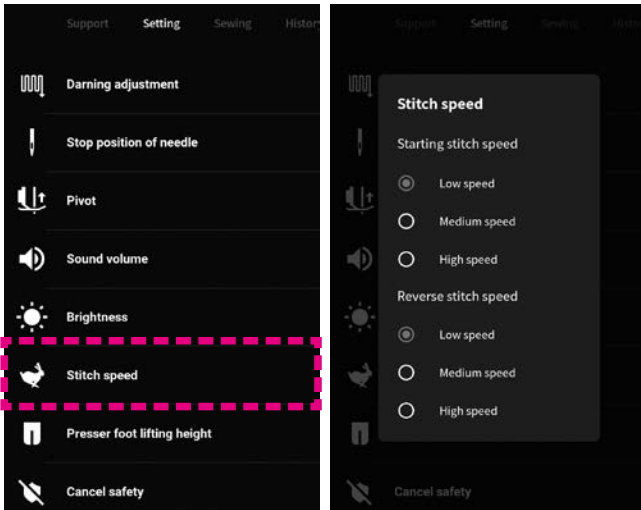 Support Setting Sewing History
Darning adjustment
Stop position of needle
Pivot
Sound volume
Brightness
Stitch speed
Presser foot lifting height
Cancel safety
Support Setting Sewing
Stitch speed
Starting stitch speed
Low speed
Medium speed
High speed
Reverse stitch speed
Low speed
Medium speed
High speed
Cancel safety